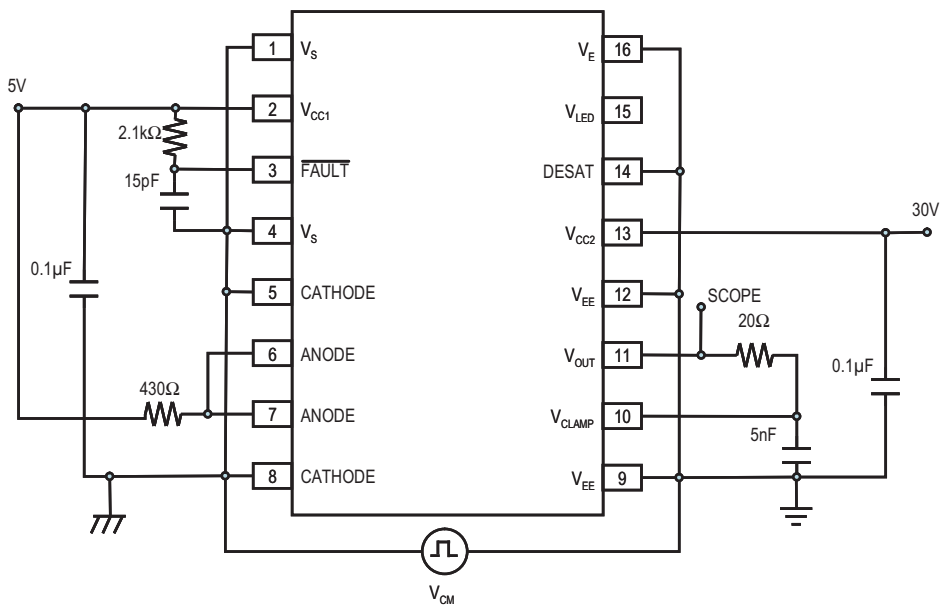 1 V_S V_E 16
5V
2 V_CC1 V_LED 15
2.1kΩ
3 FAULT DESAT 14
15pF
4 V_S V_CC2 13
30V
0.1µF
5 CATHODE V_EE 12
SCOPE
20Ω
6 ANODE V_OUT 11
0.1µF
430Ω
7 ANODE V_CLAMP 10
5nF
8 CATHODE V_EE 9
V_CM